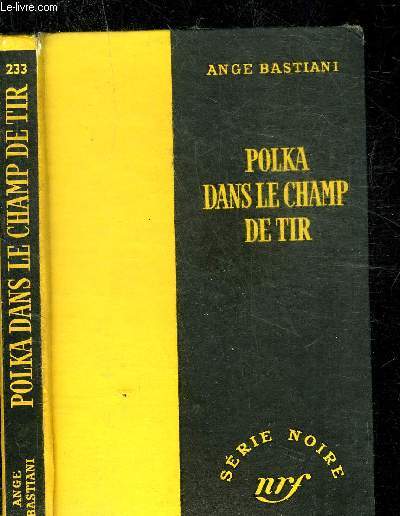 Le-livre.com
233
POLKA DANS LE CHAMP DE TIR
ANGE
BASTIANI
ANGE BASTIANI
POLKA
DANS LE CHAMP
DE TIR
SÉRIE NOIRE
nrf